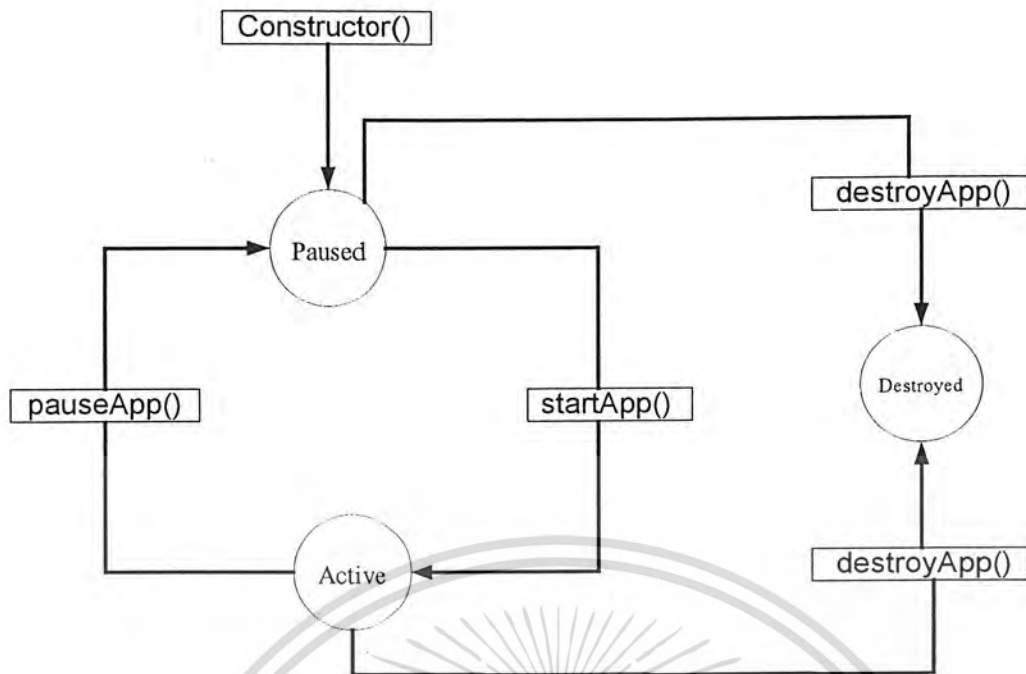 Constructor()
destroyApp()
Paused
Destroyed
pauseApp()
startApp()
Active
destroyApp()